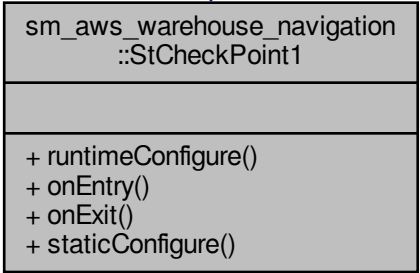 sm_aws_warehouse_navigation
::StCheckPoint1
+ runtimeConfigure()
+ onEntry()
+ onExit()
+ staticConfigure()